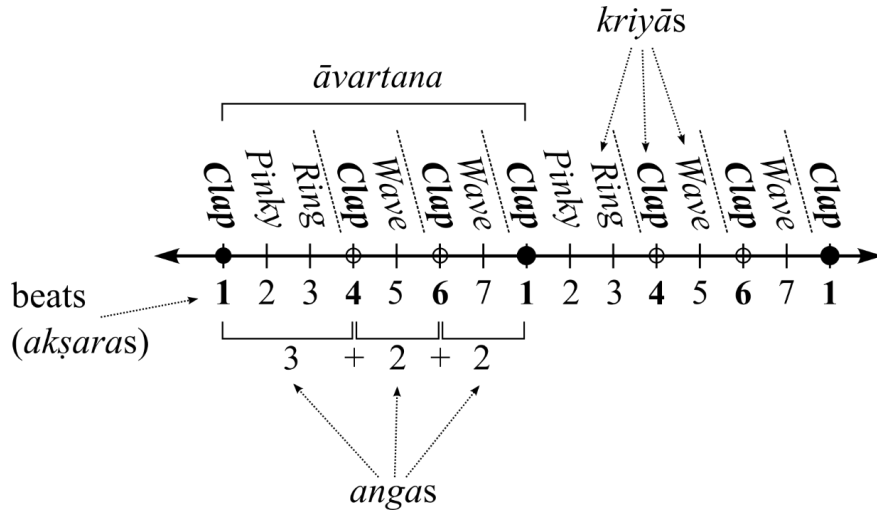 kriyās
āvartana
Clap Pinky Ring Clap Wave Clap Wave Clap Pinky Ring Clap Wave Clap Wave Clap
beats
(akṣaras)
1 2 3 4 5 6 7 1 2 3 4 5 6 7 1
3 + 2 + 2
angas